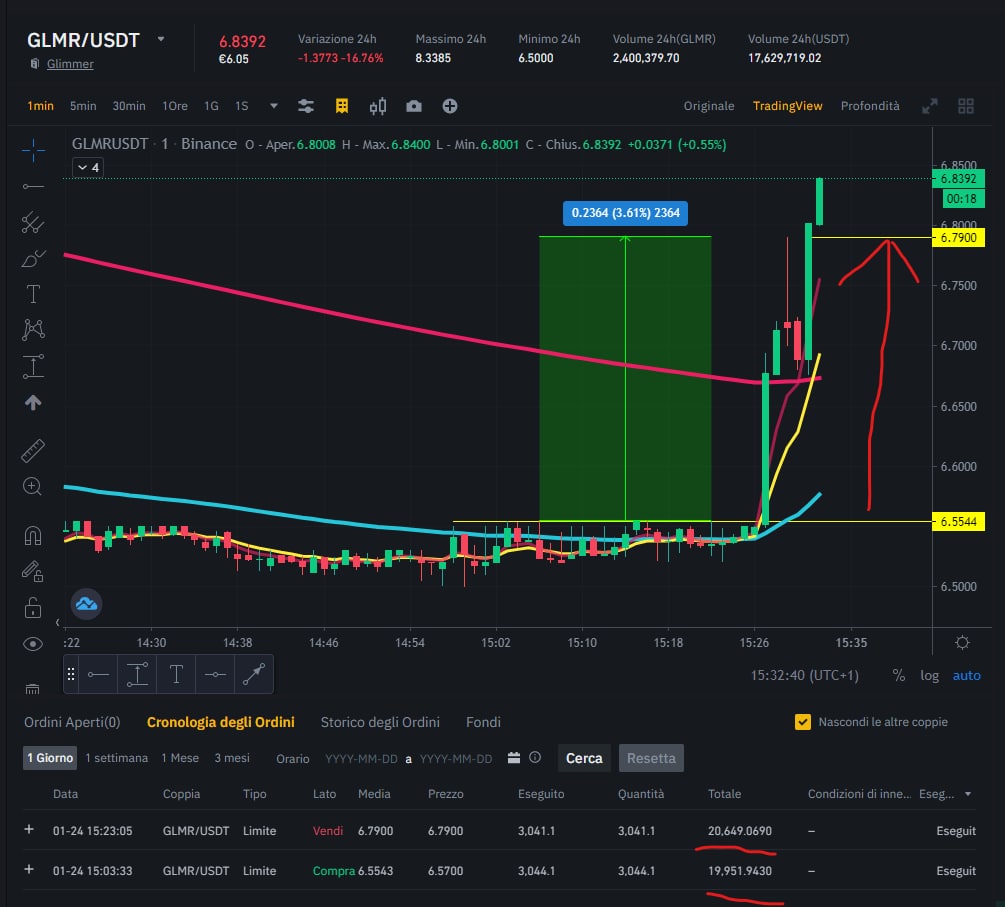 GLMR/USDT
Glimmer
6.8392
€6.05
Variazione 24h
-1.3773 -16.76%
Massimo 24h
8.3385
Minimo 24h
6.5000
Volume 24h(GLMR)
2,400,379.70
Volume 24h(USDT)
17,629,719.02
1min 5min 30min 1Ore 1G 1S
Originale TradingView Profondità
GLMRUSDT · 1 · Binance O - Aper.6.8008 H - Max.6.8400 L - Min.6.8001 C - Chius.6.8392 +0.0371 (+0.55%)
4
0.2364 (3.61%) 2364
6.8500
6.8392
00:18
6.8000
6.7900
6.7500
6.7000
6.6500
6.6000
6.5544
6.5000
:22 14:30 14:38 14:46 14:54 15:02 15:10 15:18 15:26 15:35
15:32:40 (UTC+1) % log auto
Ordini Aperti(0) Cronologia degli Ordini Storico degli Ordini Fondi Nascondi le altre coppie
1 Giorno 1 settimana 1 Mese 3 mesi Orario YYYY-MM-DD a YYYY-MM-DD Cerca Resetta
Data Coppia Tipo Lato Media Prezzo Eseguito Quantità Totale Condizioni di inne... Eseg...
+ 01-24 15:23:05 GLMR/USDT Limite Vendi 6.7900 6.7900 3,041.1 3,041.1 20,649.0690 – Eseguit
+ 01-24 15:03:33 GLMR/USDT Limite Compra 6.5543 6.5700 3,044.1 3,044.1 19,951.9430 – Eseguit